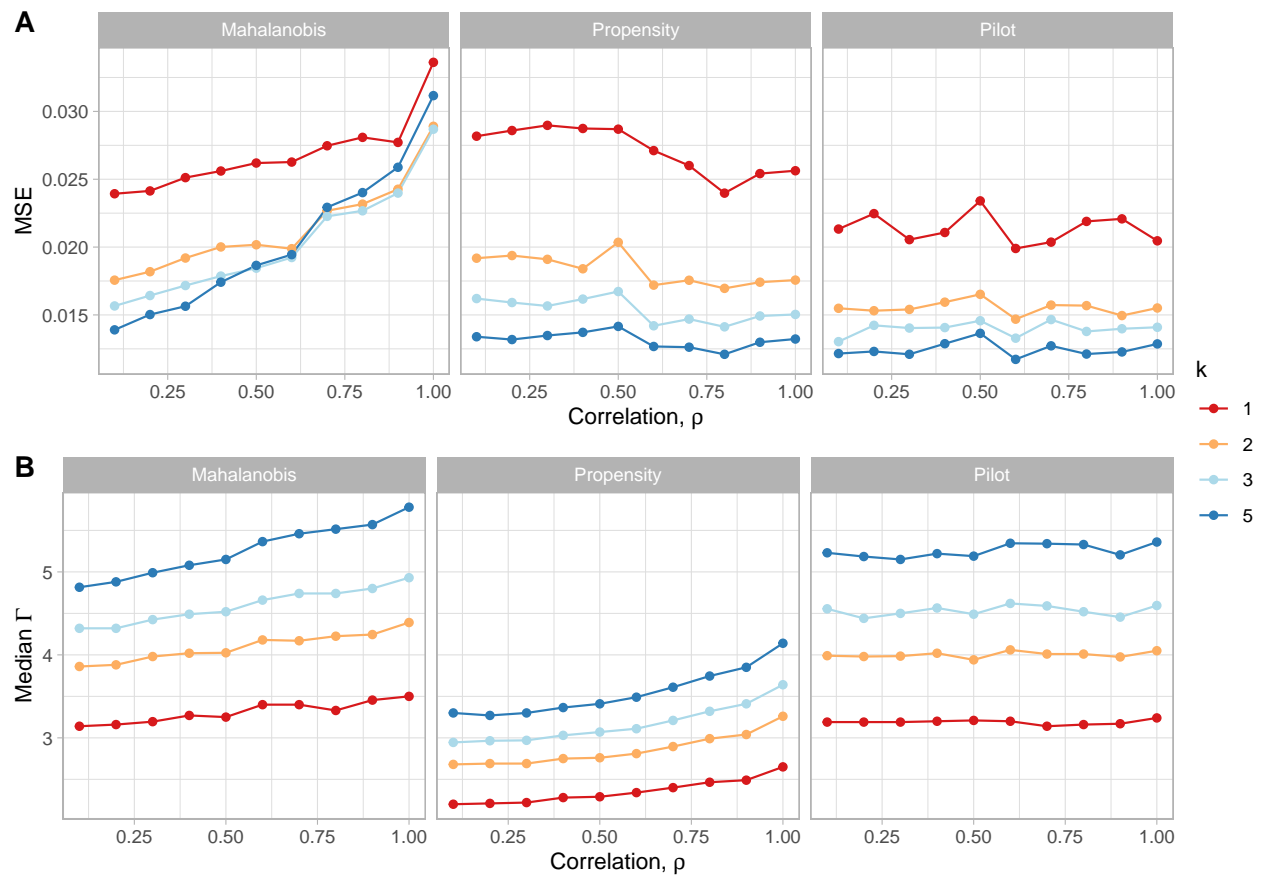 A
Mahalanobis Propensity Pilot
MSE
0.030
0.025
0.020
0.015
0.25 0.50 0.75 1.00 0.25 0.50 0.75 1.00 0.25 0.50 0.75 1.00
Correlation, ρ
B
Mahalanobis Propensity Pilot
Median Γ
5
4
3
0.25 0.50 0.75 1.00 0.25 0.50 0.75 1.00 0.25 0.50 0.75 1.00
Correlation, ρ
k
1
2
3
5